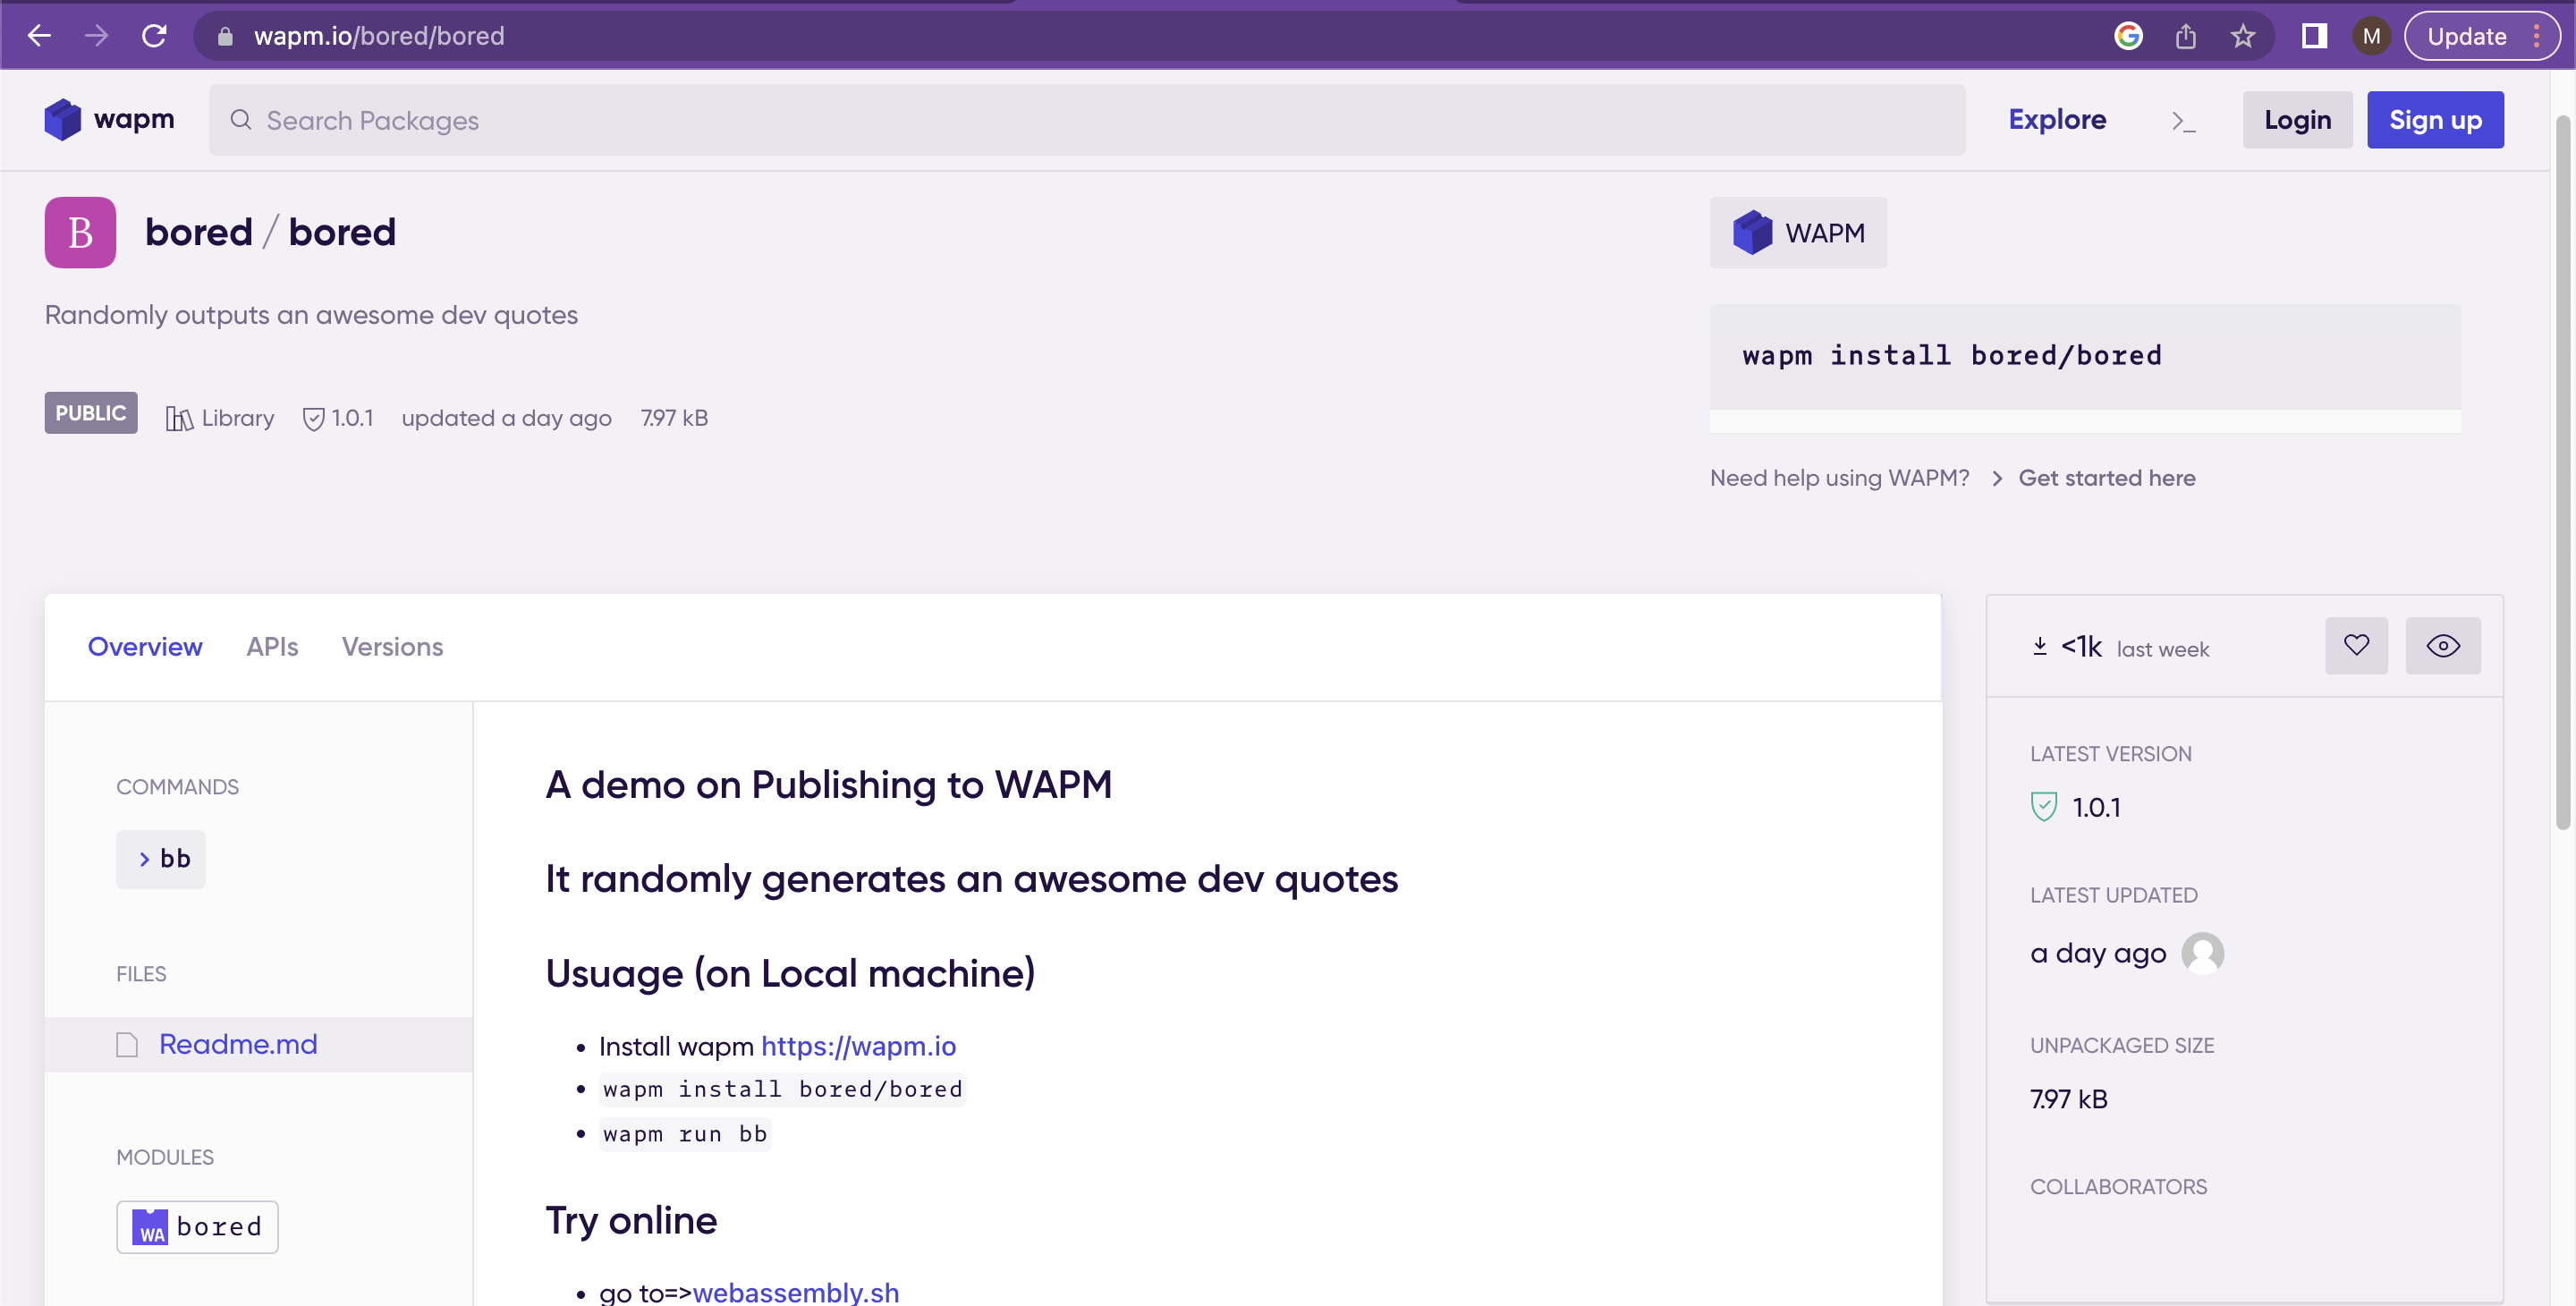 wapm.io/bored/bored
M
Update
wapm
Search Packages
Explore
>_
Login
Sign up
B
bored / bored
WAPM
Randomly outputs an awesome dev quotes
wapm install bored/bored
PUBLIC
Library
1.0.1
updated a day ago
7.97 kB
Need help using WAPM? > Get started here
Overview
APIs
Versions
<1k last week
COMMANDS
> bb
FILES
Readme.md
MODULES
WA bored
A demo on Publishing to WAPM
It randomly generates an awesome dev quotes
Usuage (on Local machine)
• Install wapm https://wapm.io
• wapm install bored/bored
• wapm run bb
Try online
• go to=>webassembly.sh
LATEST VERSION
1.0.1
LATEST UPDATED
a day ago
UNPACKAGED SIZE
7.97 kB
COLLABORATORS